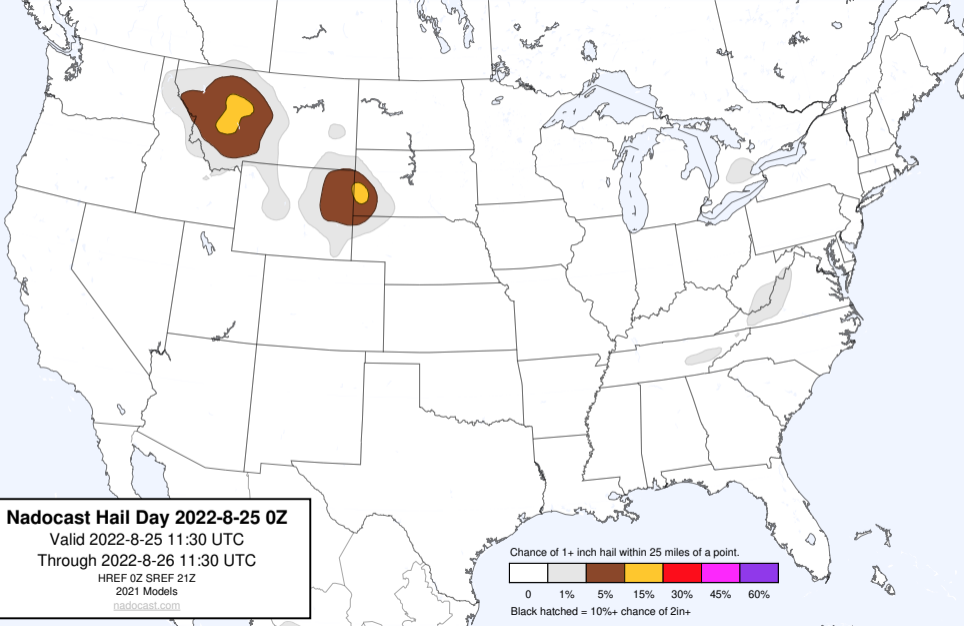 Nadocast Hail Day 2022-8-25 0Z
Valid 2022-8-25 11:30 UTC
Through 2022-8-26 11:30 UTC
HREF 0Z SREF 21Z
2021 Models
nadocast.com
Chance of 1+ inch hail within 25 miles of a point.
0 1% 5% 15% 30% 45% 60%
Black hatched = 10%+ chance of 2in+